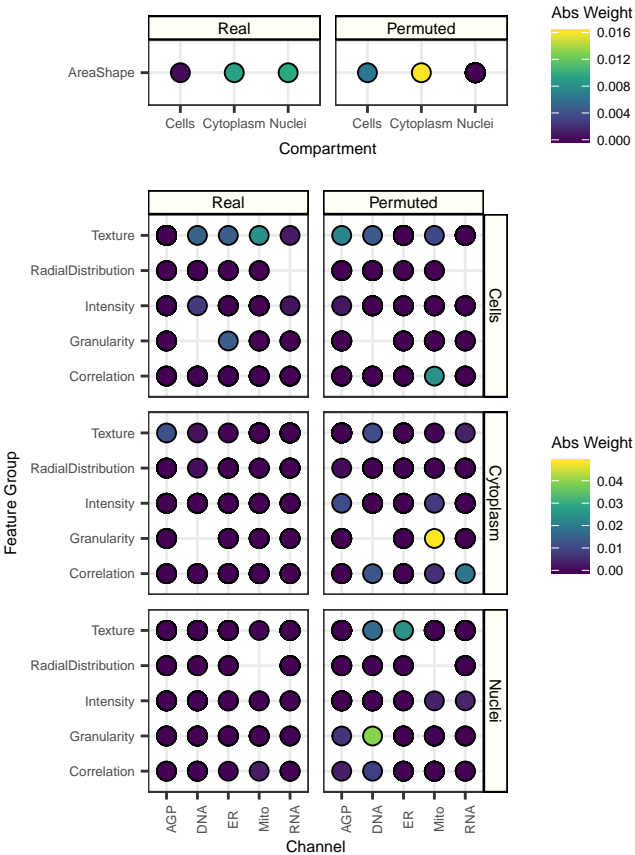 Real Permuted
AreaShape
Cells Cytoplasm Nuclei Cells Cytoplasm Nuclei
Compartment
Abs Weight
0.016
0.012
0.008
0.004
0.000
Real Permuted
Feature Group
Texture
RadialDistribution
Intensity
Granularity
Correlation
Cells
Texture
RadialDistribution
Intensity
Granularity
Correlation
Cytoplasm
Texture
RadialDistribution
Intensity
Granularity
Correlation
Nuclei
AGP DNA ER Mito RNA AGP DNA ER Mito RNA
Channel
Abs Weight
0.04
0.03
0.02
0.01
0.00